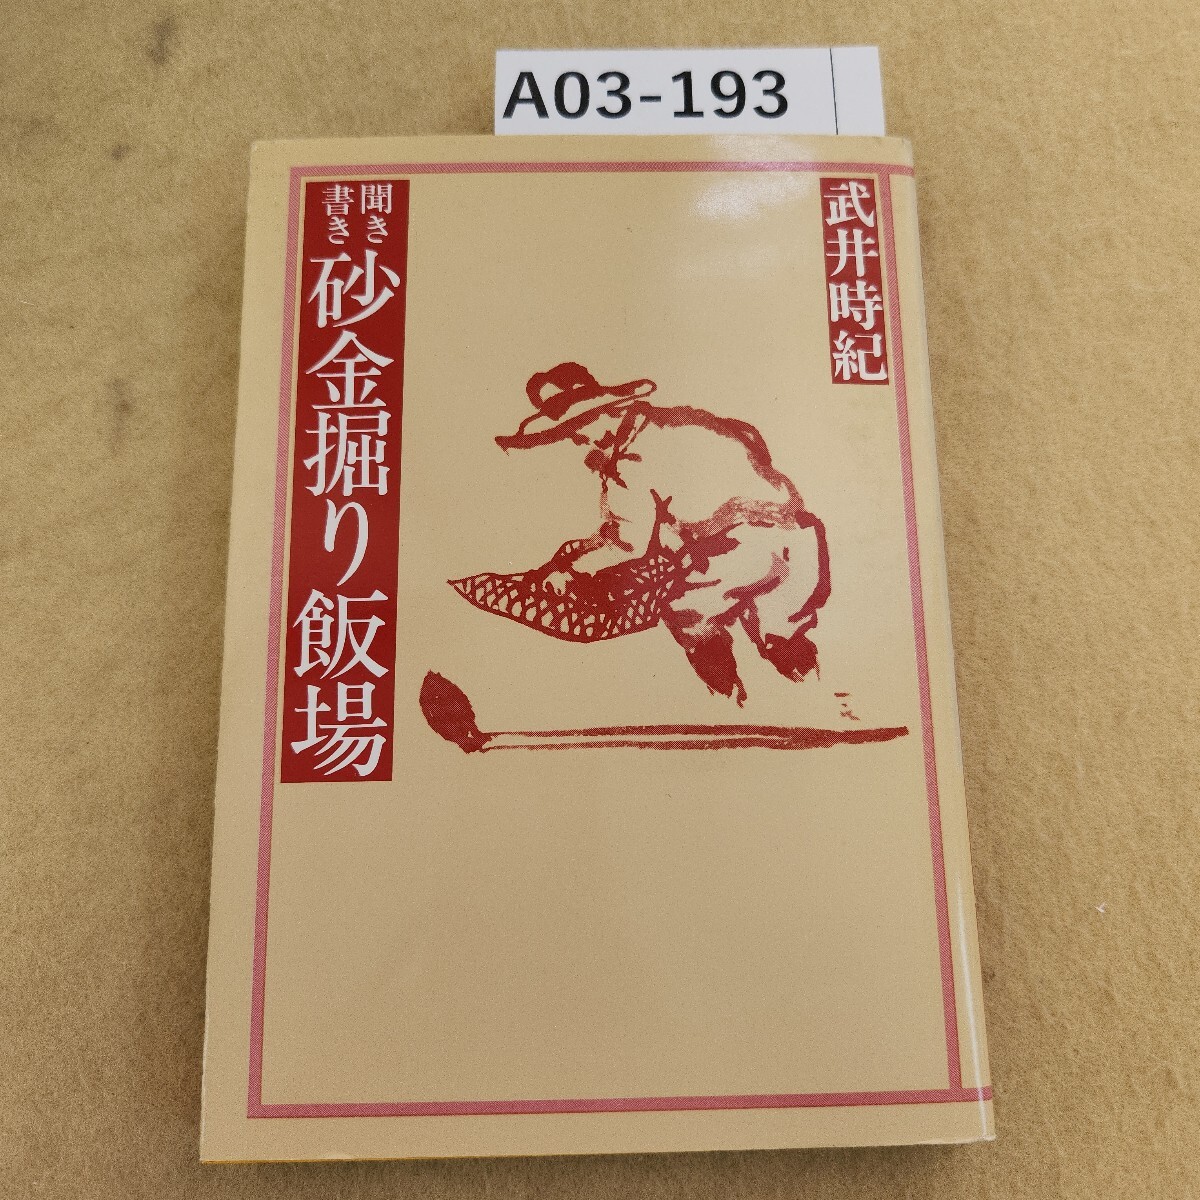 A03-193
武井時紀
聞き
書き
砂金掘り飯場